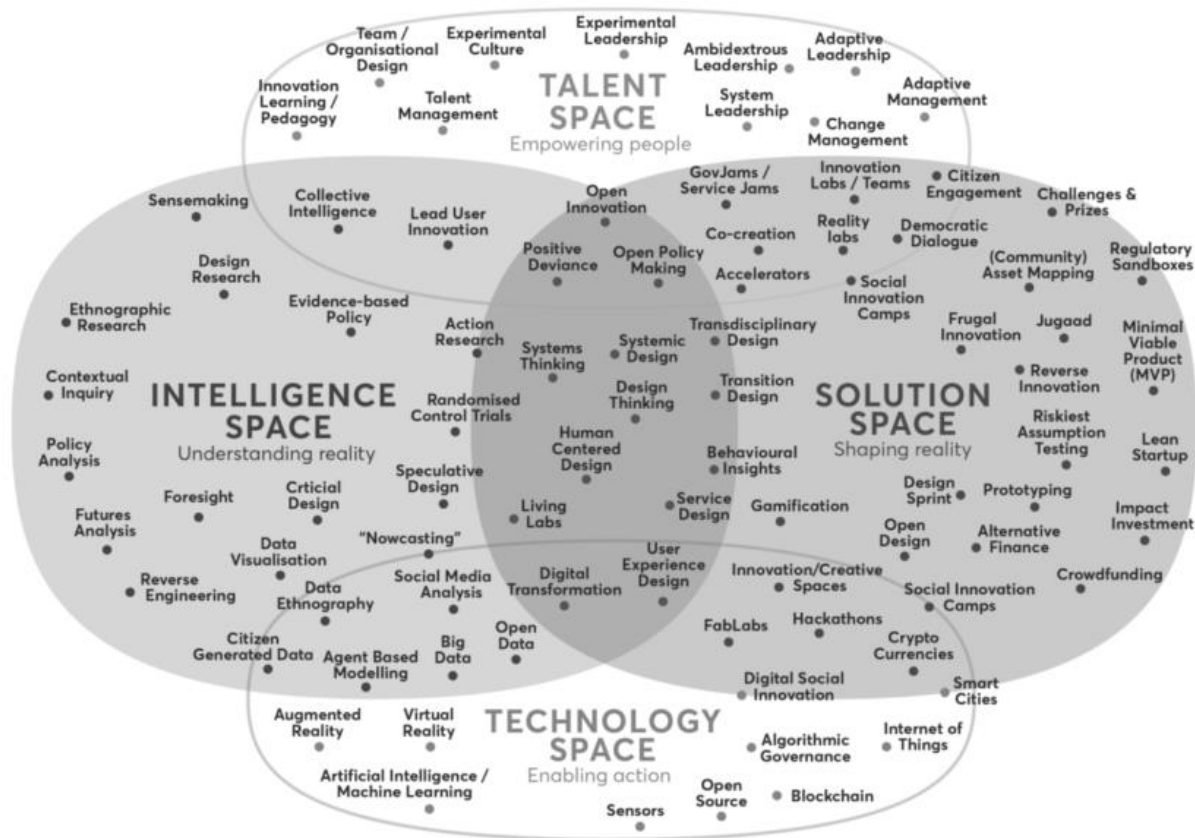 Team /
Organisational
Design
Experimental
Culture
Experimental
Leadership
Ambidextrous
Leadership
Adaptive
Leadership
Innovation
Learning /
Pedagogy
Talent
Management
TALENT
SPACE
Empowering people
System
Leadership
Adaptive
Management
Change
Management
Sensemaking
Collective
Intelligence
Lead User
Innovation
Open
Innovation
GovJams /
Service Jams
Innovation
Labs / Teams
Citizen
Engagement
Challenges &
Prizes
Design
Research
Positive
Deviance
Open Policy
Making
Co-creation
Reality
labs
Democratic
Dialogue
(Community)
Asset Mapping
Regulatory
Sandboxes
Accelerators
Social
Innovation
Camps
Ethnographic
Research
Evidence-based
Policy
Action
Research
Systems
Thinking
Systemic
Design
Transdisciplinary
Design
Frugal
Innovation
Jugaad
Minimal
Viable
Product
(MVP)
Contextual
Inquiry
INTELLIGENCE
SPACE
Understanding reality
Randomised
Control Trials
Design
Thinking
Transition
Design
SOLUTION
SPACE
Shaping reality
Reverse
Innovation
Riskiest
Assumption
Testing
Lean
Startup
Policy
Analysis
Human
Centered
Design
Behavioural
Insights
Foresight
Crticial
Design
Speculative
Design
Living
Labs
Service
Design
Gamification
Design
Sprint
Prototyping
Impact
Investment
Futures
Analysis
Data
Visualisation
"Nowcasting"
Open
Design
Alternative
Finance
Reverse
Engineering
Data
Ethnography
Social Media
Analysis
Digital
Transformation
User
Experience
Design
Innovation/Creative
Spaces
Social Innovation
Camps
Crowdfunding
Citizen
Generated Data
Agent Based
Modelling
Big
Data
Open
Data
FabLabs
Hackathons
Crypto
Currencies
Digital Social
Innovation
Smart
Cities
Augmented
Reality
Virtual
Reality
TECHNOLOGY
SPACE
Enabling action
Algorithmic
Governance
Internet of
Things
Artificial Intelligence /
Machine Learning
Sensors
Open
Source
Blockchain